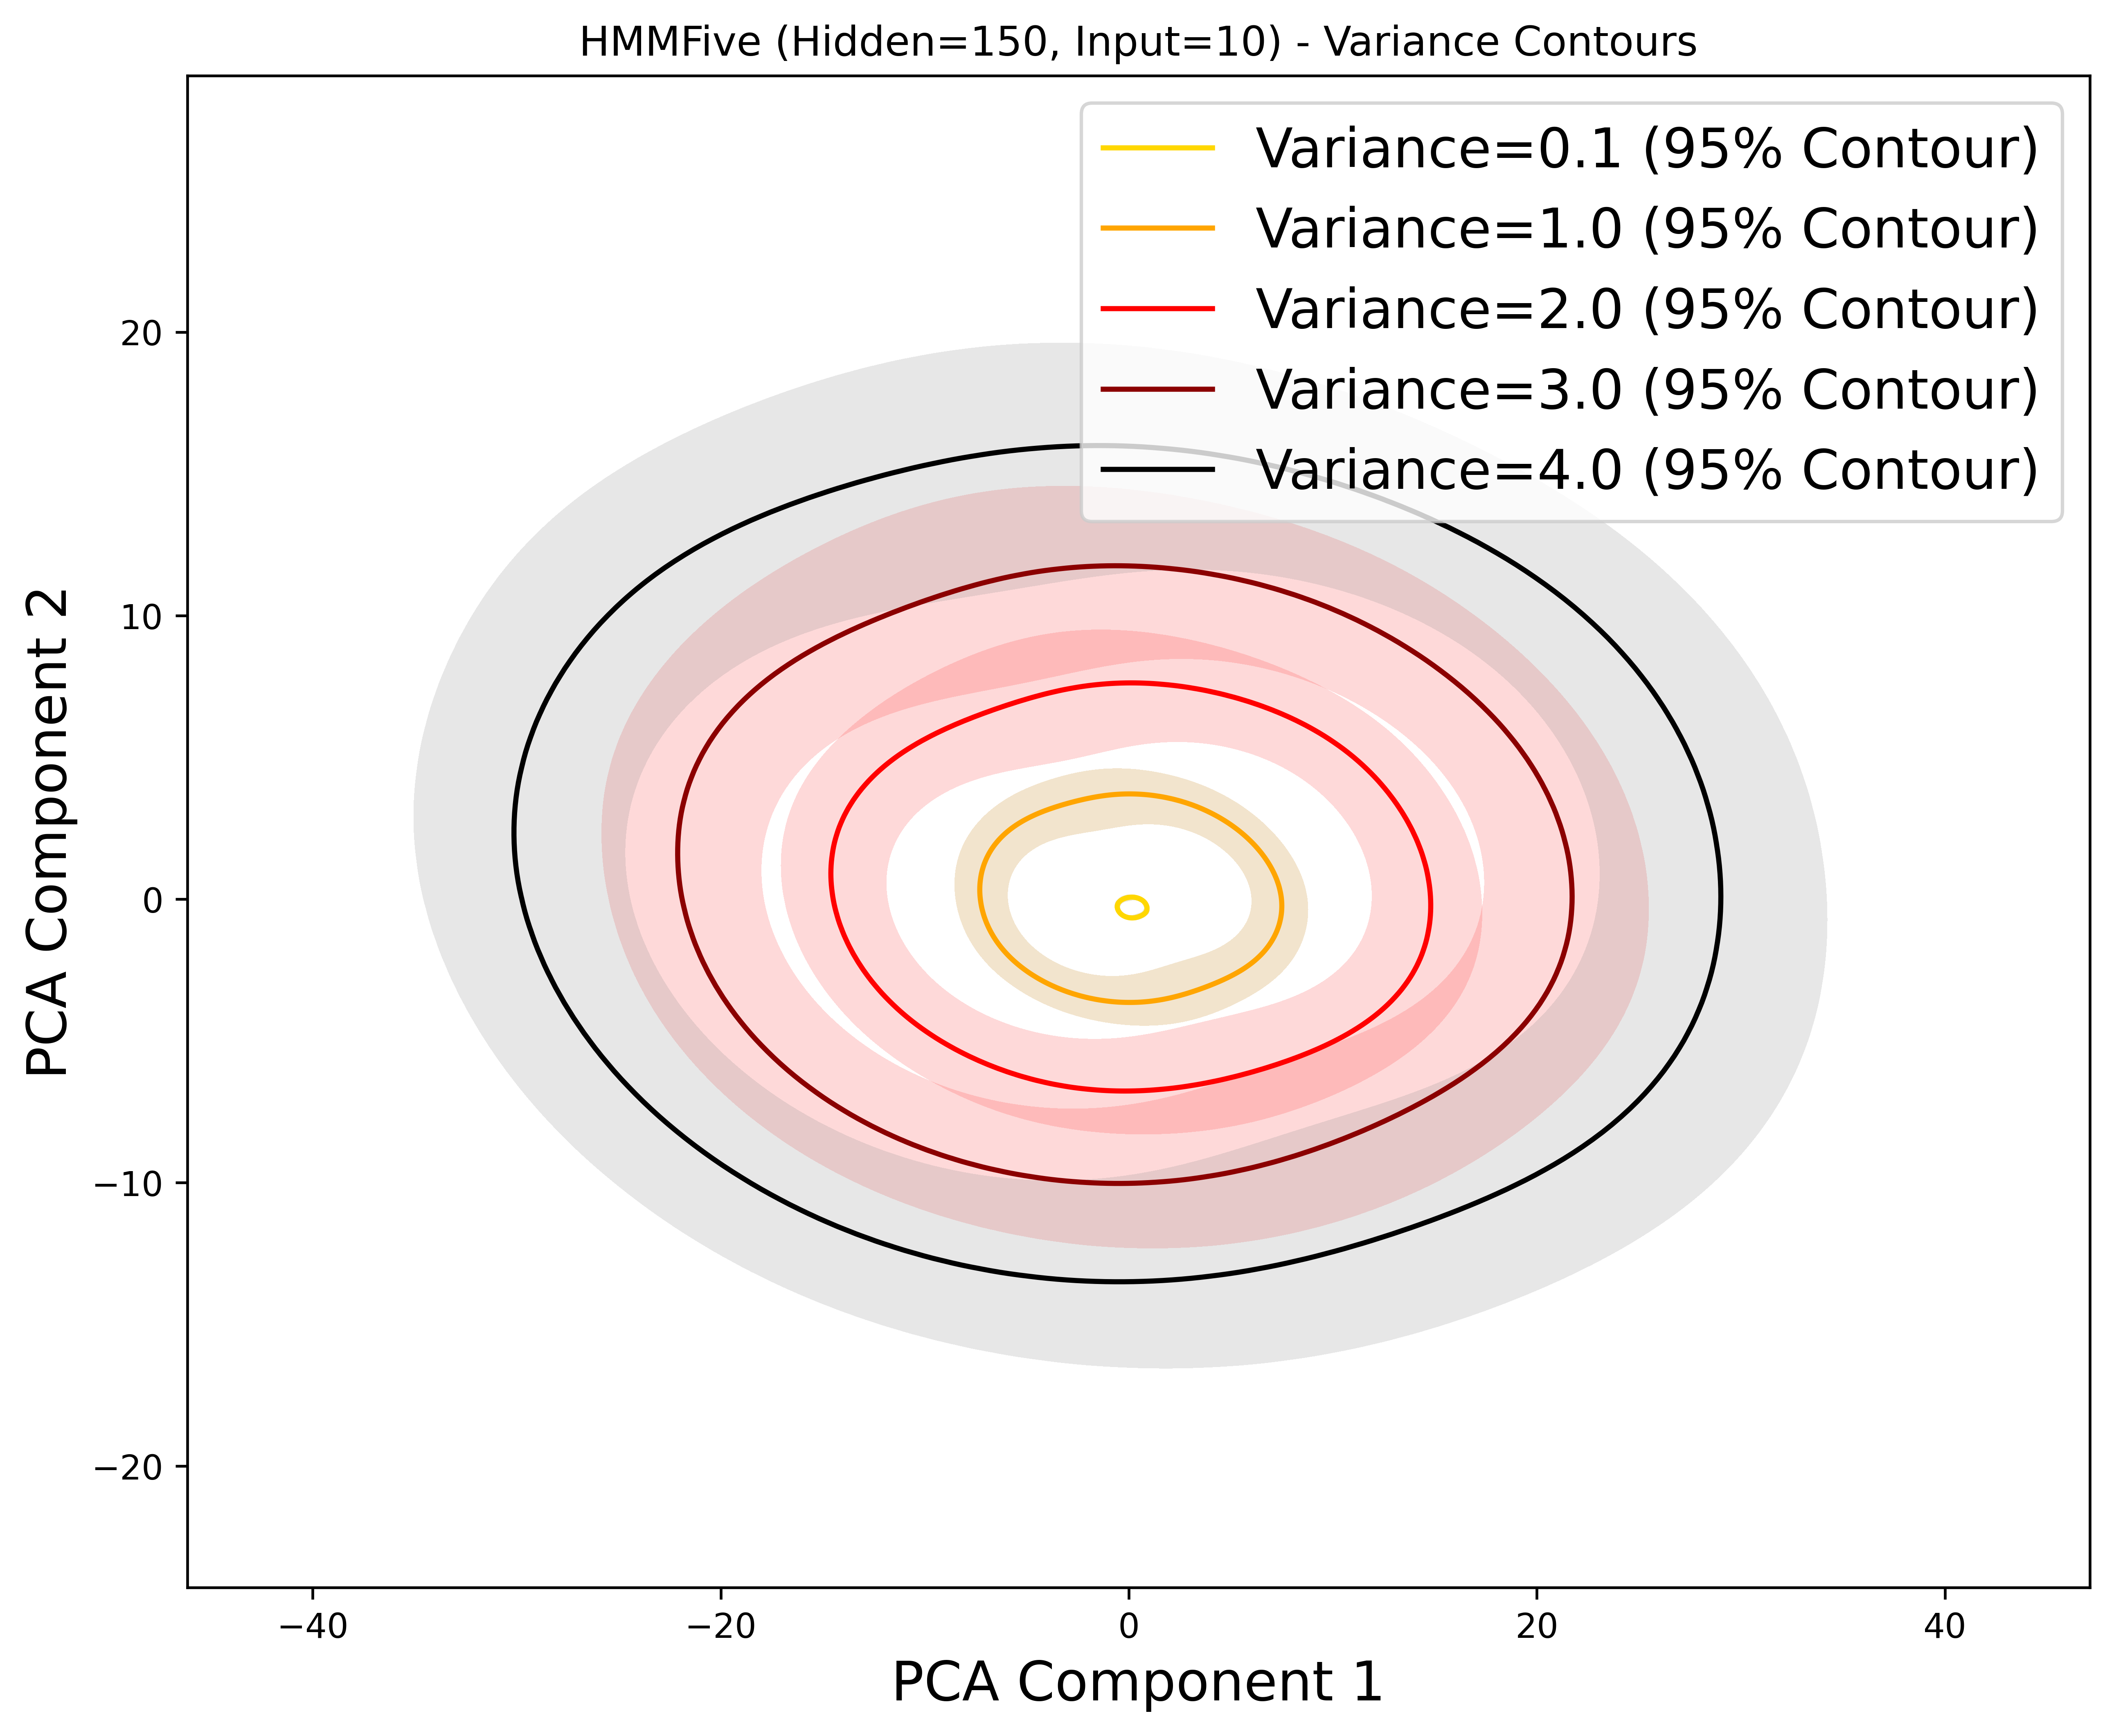 HMMFive (Hidden=150, Input=10) - Variance Contours
Variance=0.1 (95% Contour)
Variance=1.0 (95% Contour)
Variance=2.0 (95% Contour)
Variance=3.0 (95% Contour)
Variance=4.0 (95% Contour)
PCA Component 2
20
10
0
−10
−20
−40
−20
0
20
40
PCA Component 1